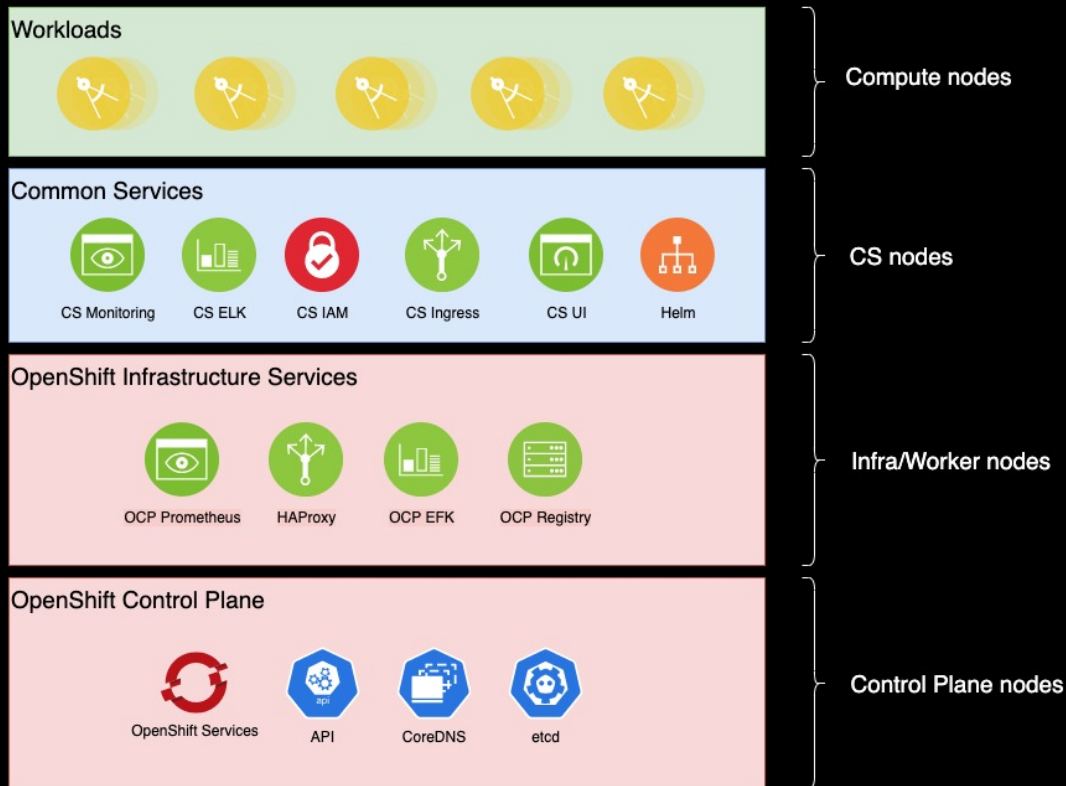 Workloads
Compute nodes
Common Services
CS Monitoring
CS ELK
CS IAM
CS Ingress
CS UI
Helm
CS nodes
OpenShift Infrastructure Services
OCP Prometheus
HAProxy
OCP EFK
OCP Registry
Infra/Worker nodes
OpenShift Control Plane
OpenShift Services
api
API
CoreDNS
etcd
Control Plane nodes